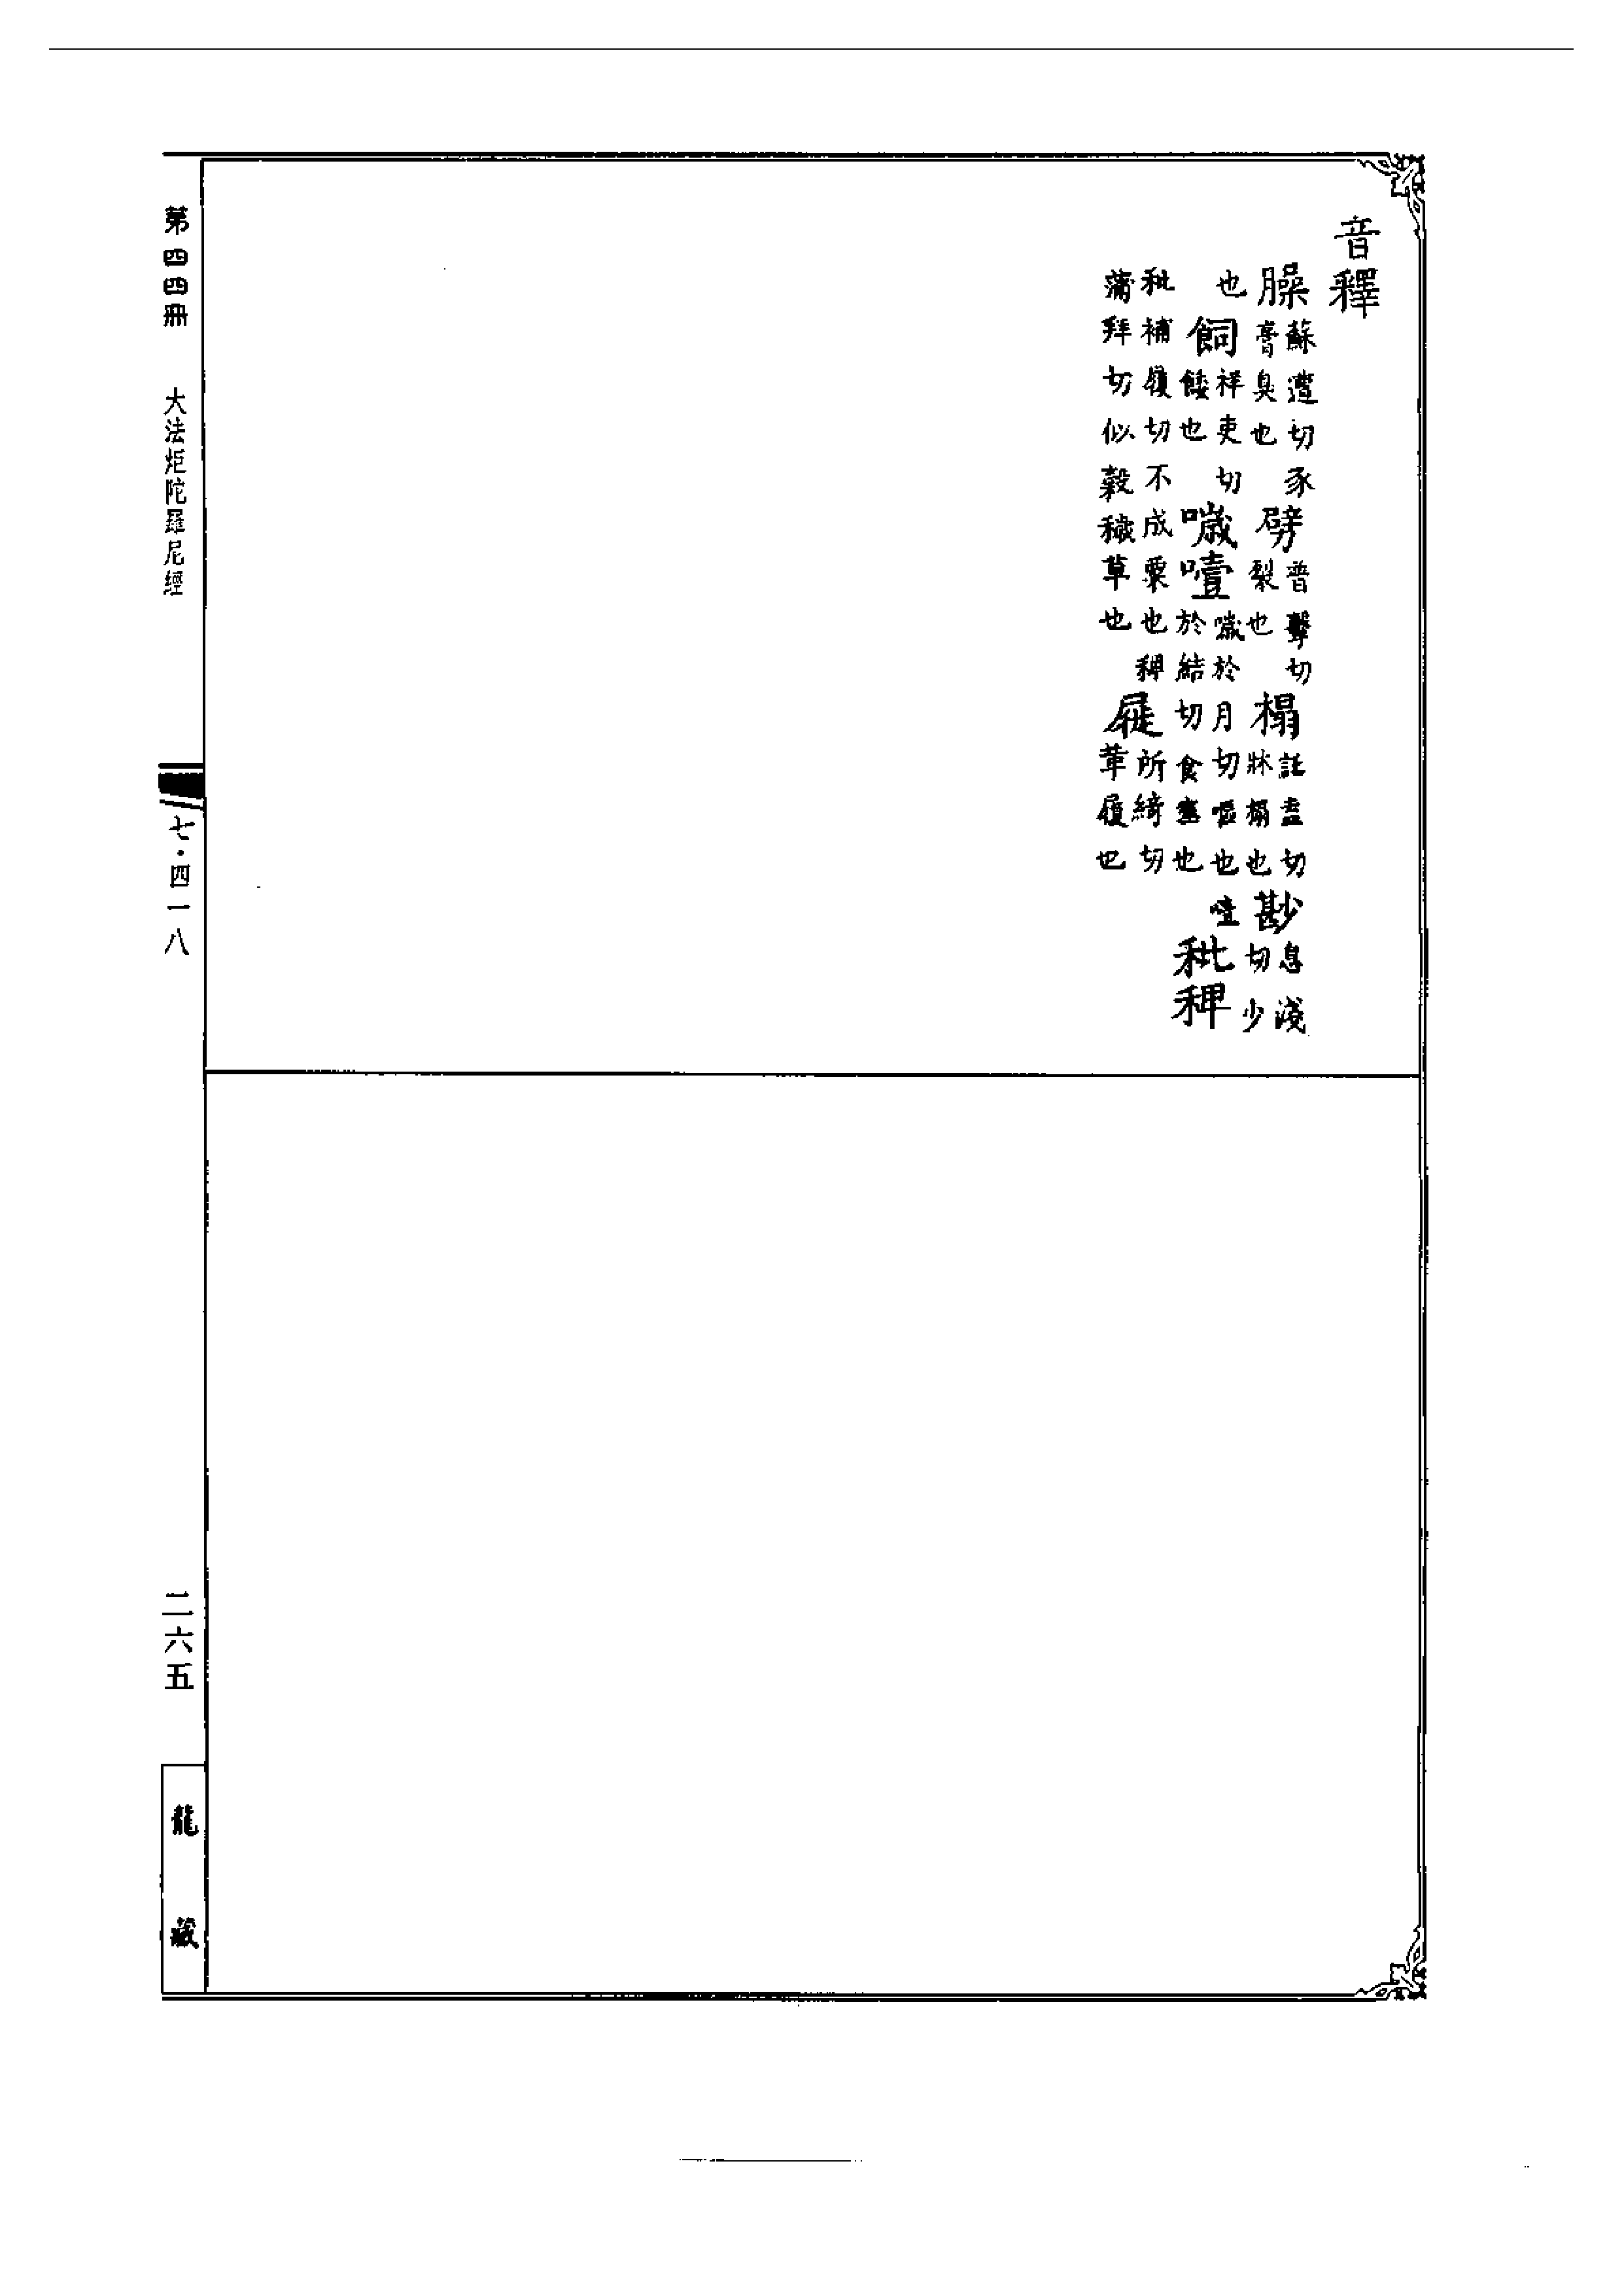 音釋
臊蘇遭切豕膏臭也 劈普擊切裂也 榻託盍切牀榻也 尠息淺切少
也 飼祥吏切餧也 噦噎噦於月切噦也噎於結切食塞也 秕稗
秕補履切不成粟也稗蒲拜切似穀穢草也 屣所綺切革履也
第四四冊 大法炬陀羅尼經 七·四一八 二六五 龍藏